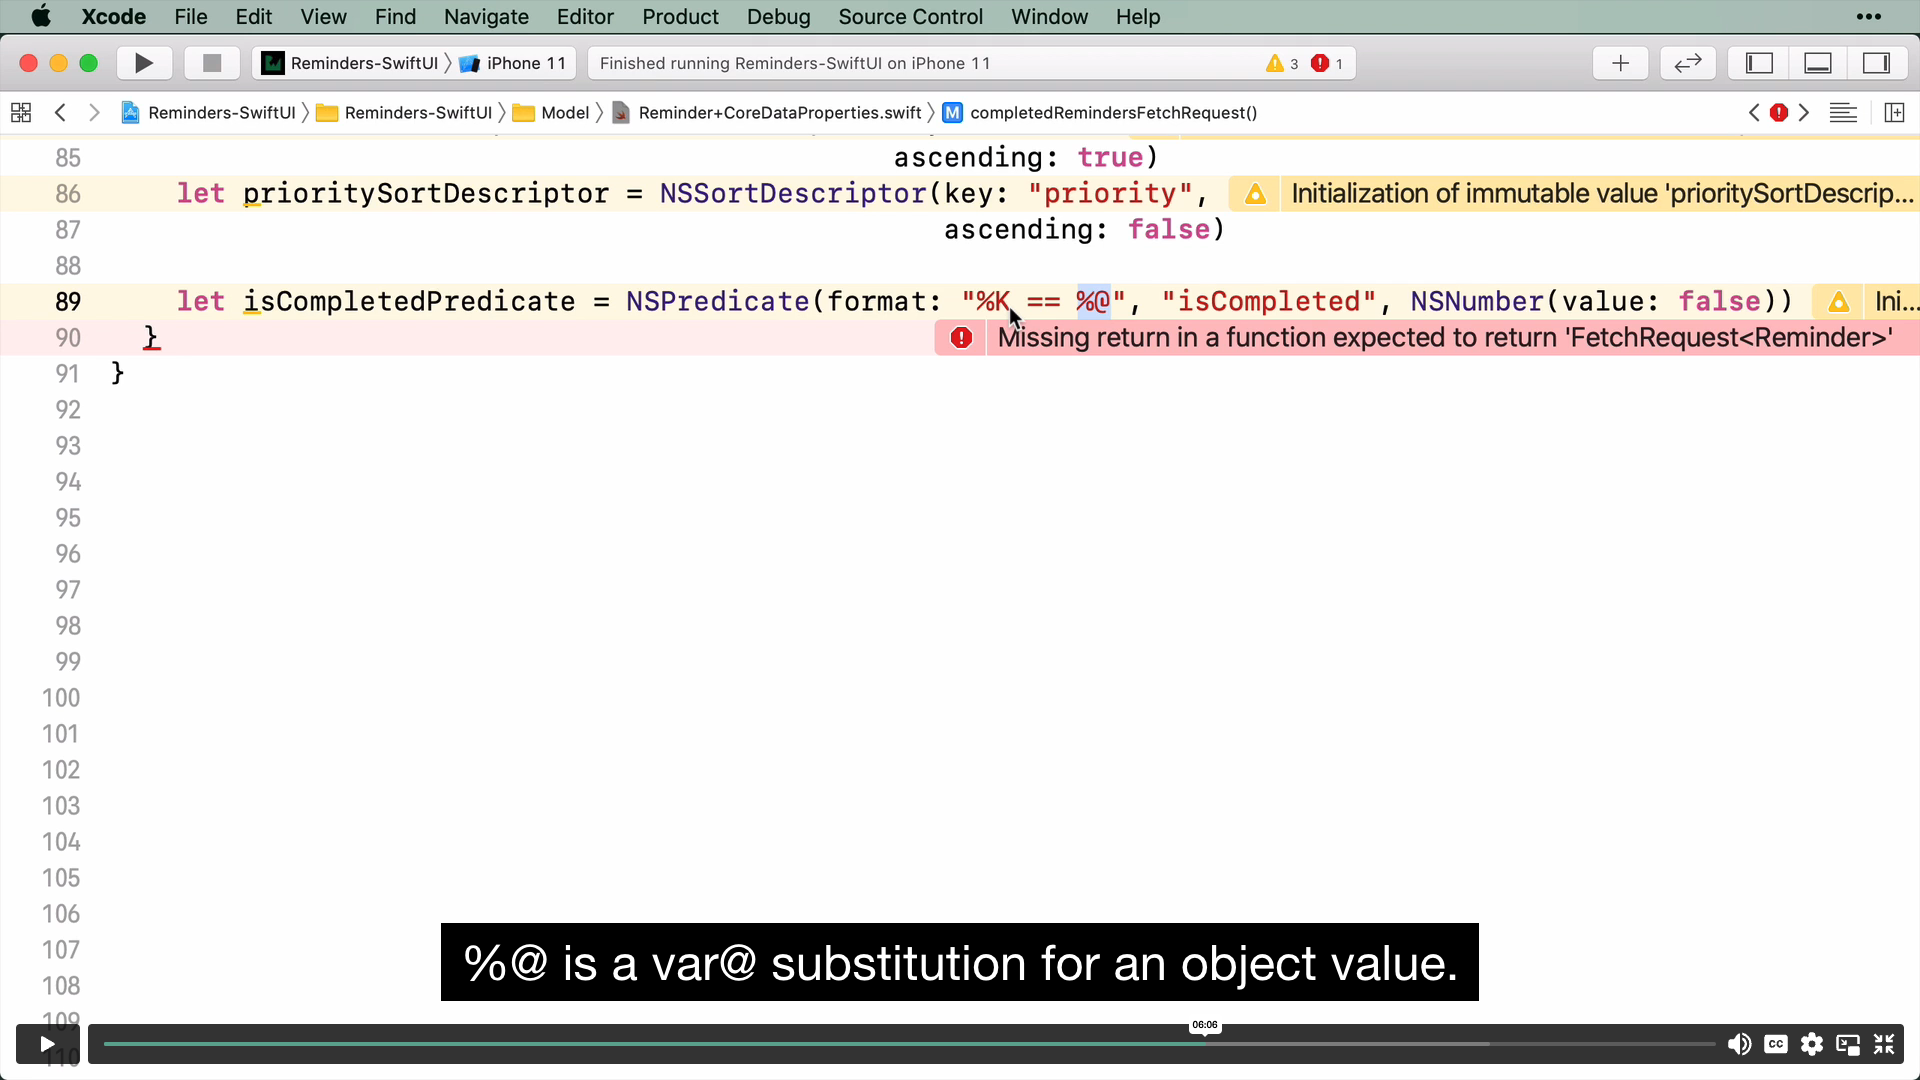 Xcode File Edit View Find Navigate Editor Product Debug Source Control Window Help •••
Reminders-SwiftUI 〉 iPhone 11 Finished running Reminders-SwiftUI on iPhone 11 3 1
Reminders-SwiftUI 〉 Reminders-SwiftUI 〉 Model 〉 Reminder+CoreDataProperties.swift 〉 M completedRemindersFetchRequest()
85 ascending: true)
86 let prioritySortDescriptor = NSSortDescriptor(key: "priority", Initialization of immutable value 'prioritySortDescrip...
87 ascending: false)
88
89 let isCompletedPredicate = NSPredicate(format: "%K == %@", "isCompleted", NSNumber(value: false)) Ini...
90 } Missing return in a function expected to return 'FetchRequest<Reminder>'
91 }
92
93
94
95
96
97
98
99
100
101
102
103
104
105
106
107
108
109
110
%@ is a var@ substitution for an object value.
06:06
CC